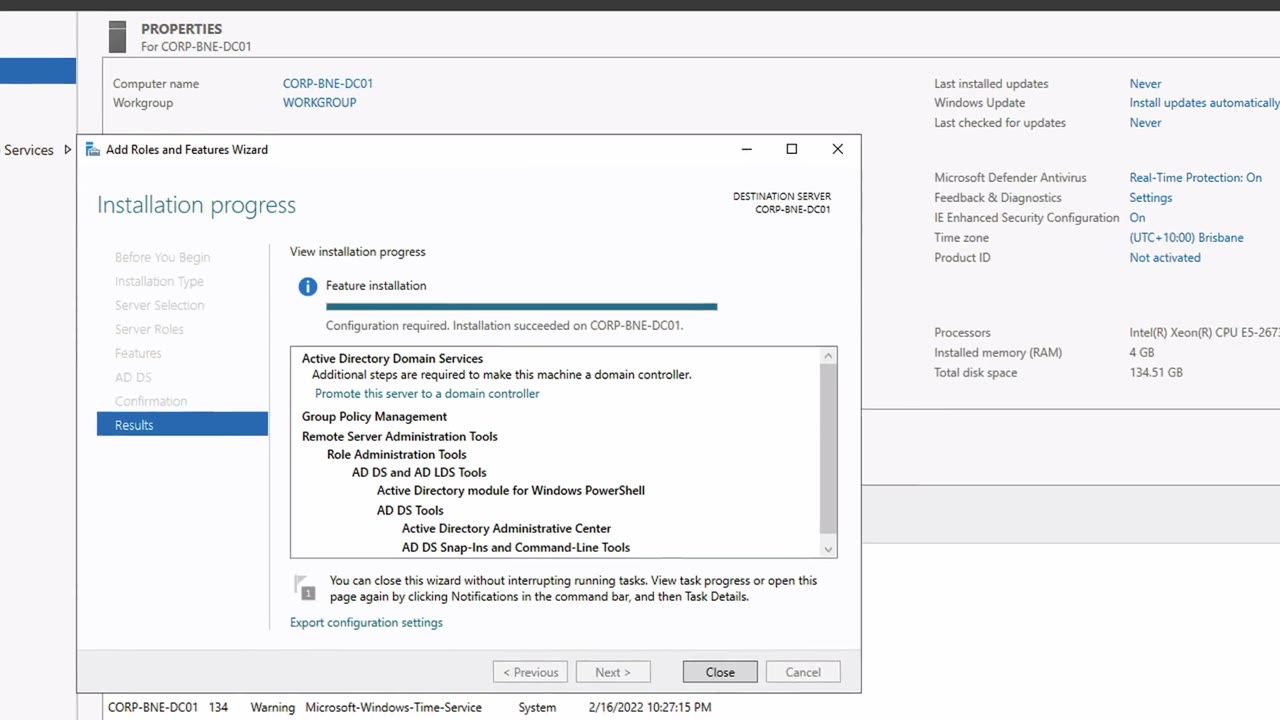 PROPERTIES
For CORP-BNE-DC01
Computer name CORP-BNE-DC01
Workgroup WORKGROUP
Last installed updates Never
Windows Update Install updates automatically
Last checked for updates Never
Services
Microsoft Defender Antivirus Real-Time Protection: On
Feedback & Diagnostics Settings
IE Enhanced Security Configuration On
Time zone (UTC+10:00) Brisbane
Product ID Not activated
Processors Intel(R) Xeon(R) CPU E5-2673
Installed memory (RAM) 4 GB
Total disk space 134.51 GB
Add Roles and Features Wizard
Installation progress
DESTINATION SERVER
CORP-BNE-DC01
Before You Begin
Installation Type
Server Selection
Server Roles
Features
AD DS
Confirmation
Results
View installation progress
Feature installation
Configuration required. Installation succeeded on CORP-BNE-DC01.
Active Directory Domain Services
Additional steps are required to make this machine a domain controller.
Promote this server to a domain controller
Group Policy Management
Remote Server Administration Tools
Role Administration Tools
AD DS and AD LDS Tools
Active Directory module for Windows PowerShell
AD DS Tools
Active Directory Administrative Center
AD DS Snap-Ins and Command-Line Tools
1
You can close this wizard without interrupting running tasks. View task progress or open this
page again by clicking Notifications in the command bar, and then Task Details.
Export configuration settings
< Previous Next > Close Cancel
CORP-BNE-DC01 134 Warning Microsoft-Windows-Time-Service System 2/16/2022 10:27:15 PM